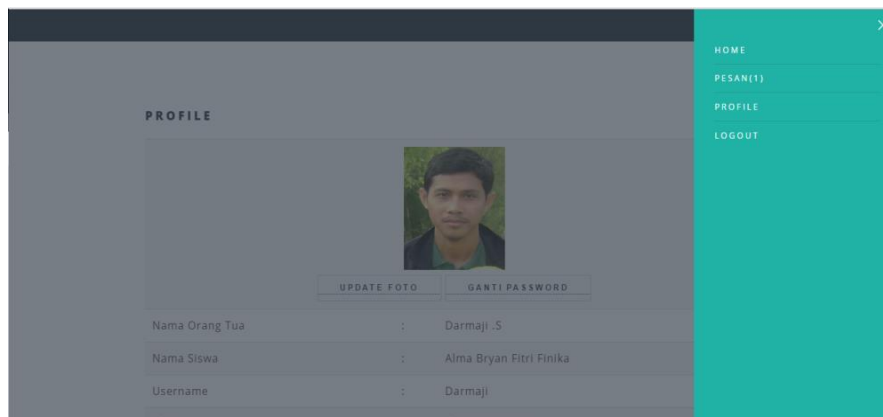 HOME
PESAN(1)
PROFILE
LOGOUT
PROFILE
UPDATE FOTO
GANTI PASSWORD
Nama Orang Tua : Darmaji .S
Nama Siswa : Alma Bryan Fitri Finika
Username : Darmaji